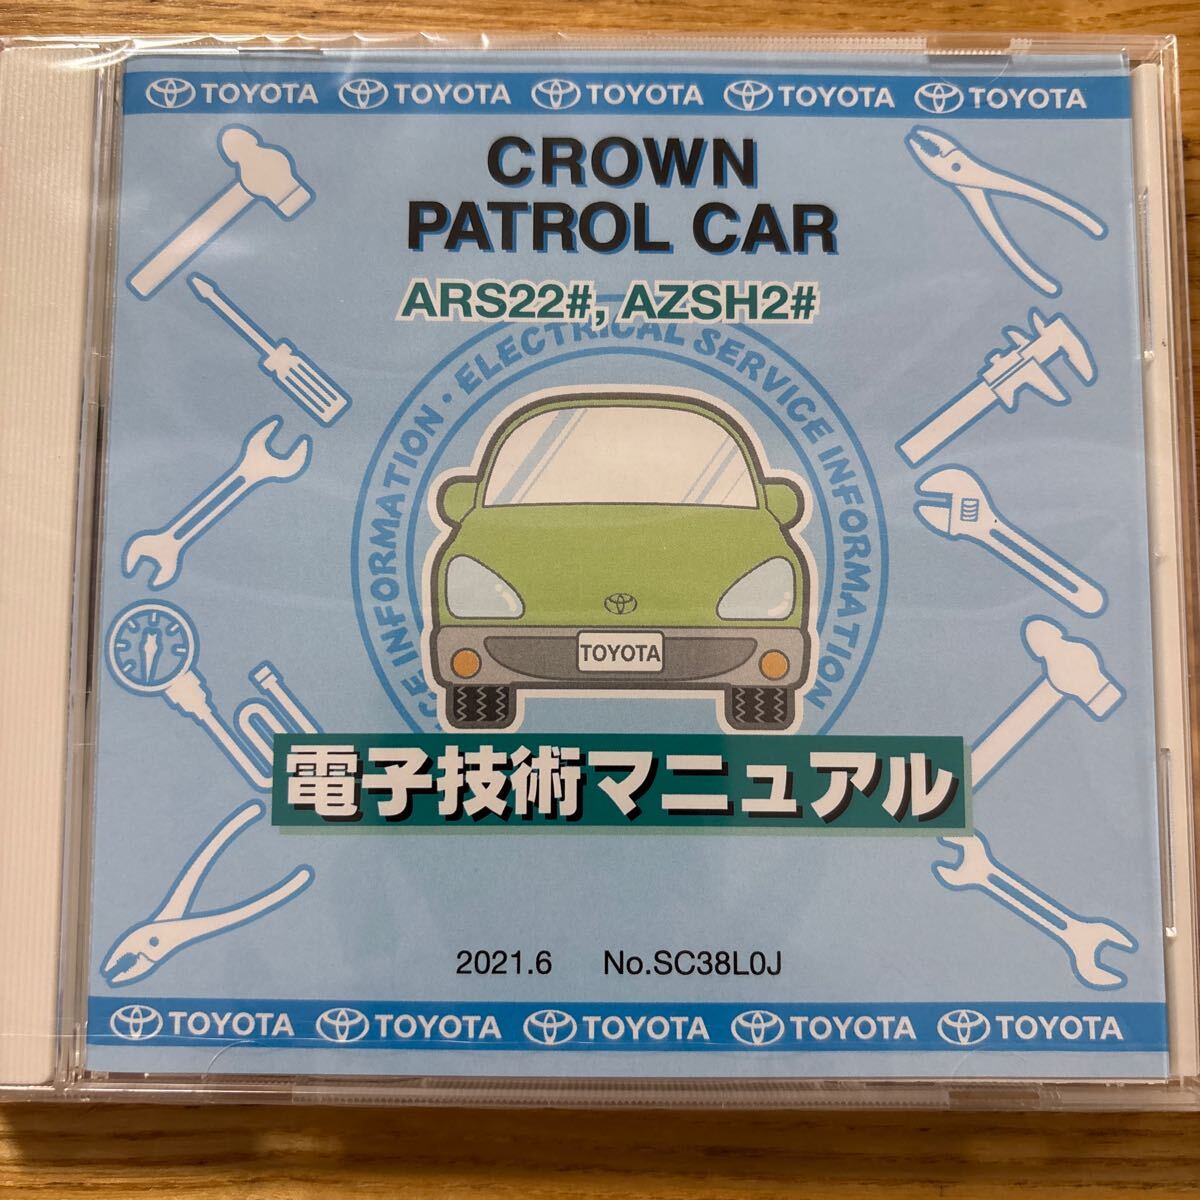 TOYOTA TOYOTA TOYOTA TOYOTA TOYOTA
CROWN
PATROL CAR
ARS22#, AZSH2#
INFORMATION・ELECTRICAL SERVICE INFORMATION
TOYOTA
電子技術マニュアル
2021.6 No.SC38L0J
TOYOTA TOYOTA TOYOTA TOYOTA TOYOTA